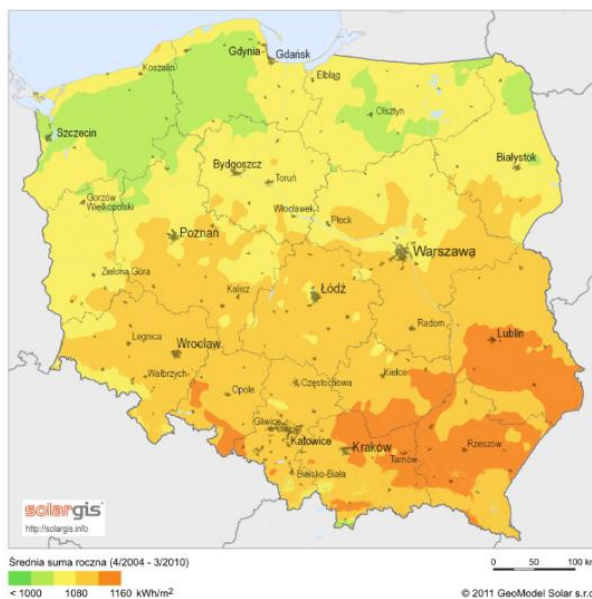 Gdynia
Gdańsk
Koszalin
Elbląg
Olsztyn
Szczecin
Białystok
Bydgoszcz
Toruń
Gorzów
Wielkopolski
Włocławek
Płock
Poznań
Warszawa
Zielona Góra
Kalisz
Łódź
Radom
Lublin
Legnica
Wrocław
Wałbrzych
Opole
Częstochowa
Kielce
Gliwice
Katowice
Kraków
Tarnów
Rzeszów
Bielsko-Biała
solargis
http://solargis.info
Średnia suma roczna (4/2004 - 3/2010)
0 50 100 km
< 1000 1080 1160 kWh/m²
© 2011 GeoModel Solar s.r.o.